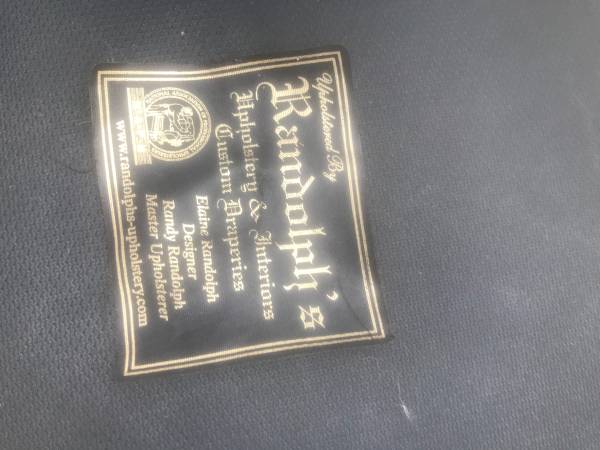 Upholstered By
Randolph's
Upholstery & Interiors
Custom Draperies
Elaine Randolph
Designer
Randy Randolph
Master Upholsterer
www.randolphs-upholstery.com